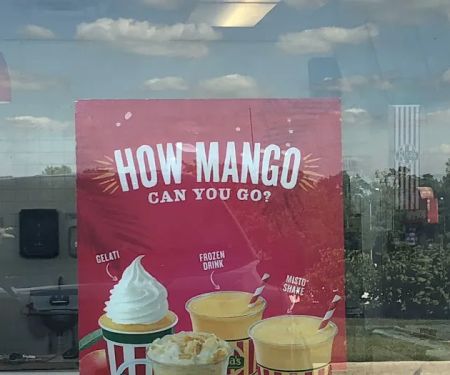 HOW MANGO
CAN YOU GO?
GELATI
FROZEN
DRINK
MISTO
SHAKE